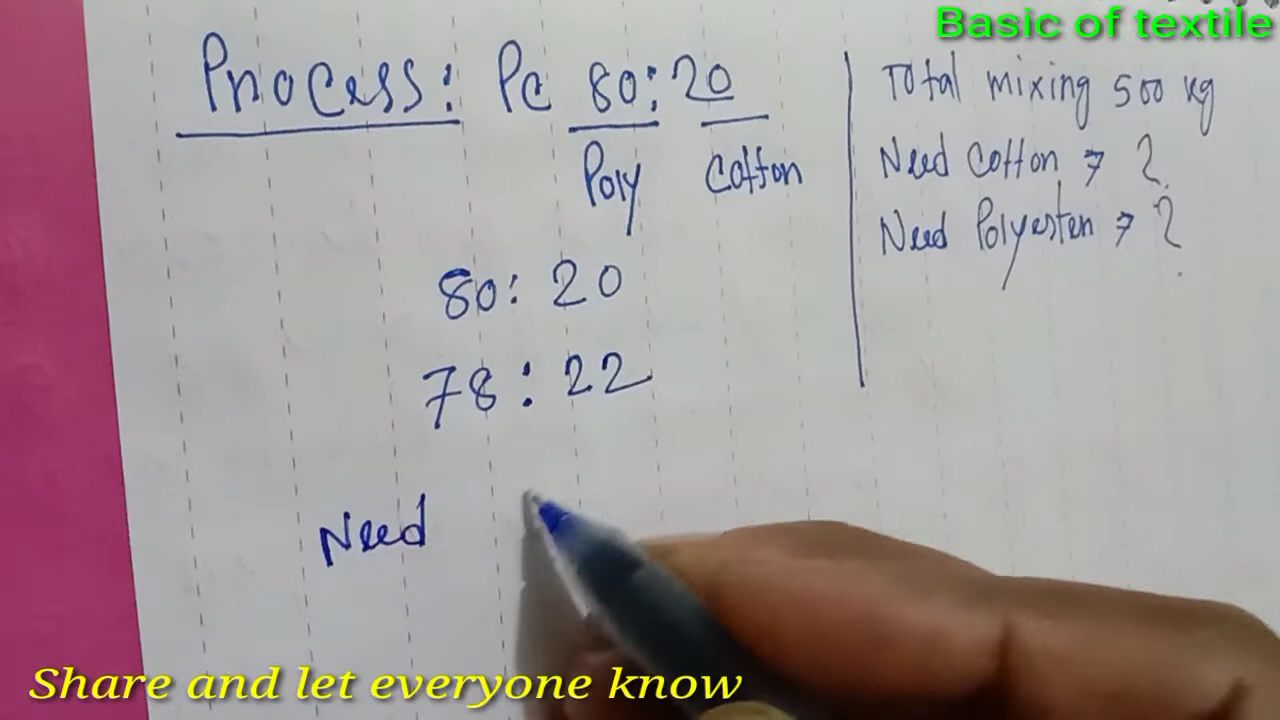 Basic of textile
Process: Pc 80:20
Poly Cotton
80: 20
78: 22
Need
Total mixing 500 kg
Need Cotton → ?
Need Polyester → ?
Share and let everyone know